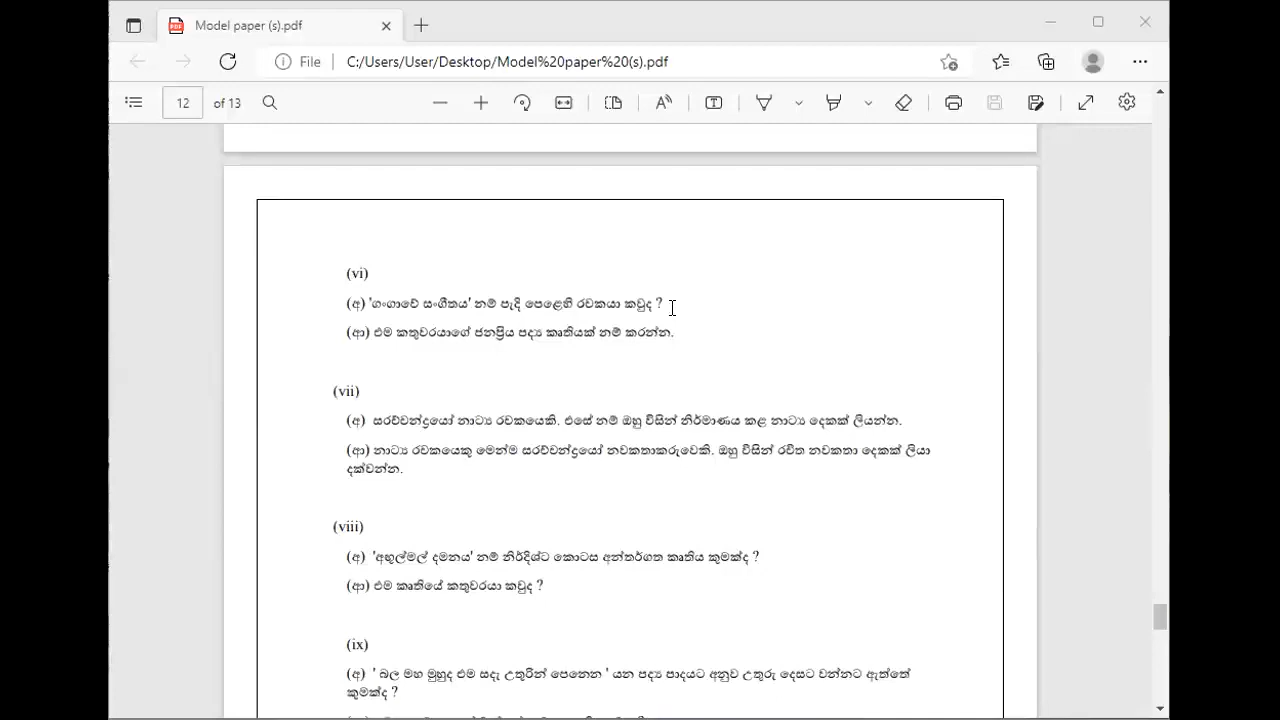 Model paper (s).pdf
File
C:/Users/User/Desktop/Model%20paper%20(s).pdf
12 of 13
(vi)
(අ) 'ගංගාවේ සංගීතය' නම් පැදි පෙළෙහි රචකයා කවුද ?
(ආ) එම කතුවරයාගේ ජනප්‍රිය පද්‍ය කෘතියක් නම් කරන්න.
(vii)
(අ) සරච්චන්ද්‍රයෝ නාට්‍ය රචකයෙකි. එසේ නම් ඔහු විසින් නිර්මාණය කළ නාට්‍ය දෙකක් ලියන්න.
(ආ) නාට්‍ය රචකයෙකු මෙන්ම සරච්චන්ද්‍රයෝ නවකතාකරුවෙකි. ඔහු විසින් රචිත නවකතා දෙකක් ලියා
දක්වන්න.
(viii)
(අ) 'අඟුල්මල් දමනය' නම් නිර්දිශ්ට කොටස අන්තර්ගත කෘතිය කුමක්ද ?
(ආ) එම කෘතියේ කතුවරයා කවුද ?
(ix)
(අ) ' බල මහ මුහුද එම සදෑ උතුරින් පෙනෙන ' යන පද්‍ය පාදයට අනුව උතුරු දෙසට වන්නට ඇත්තේ
කුමක්ද ?